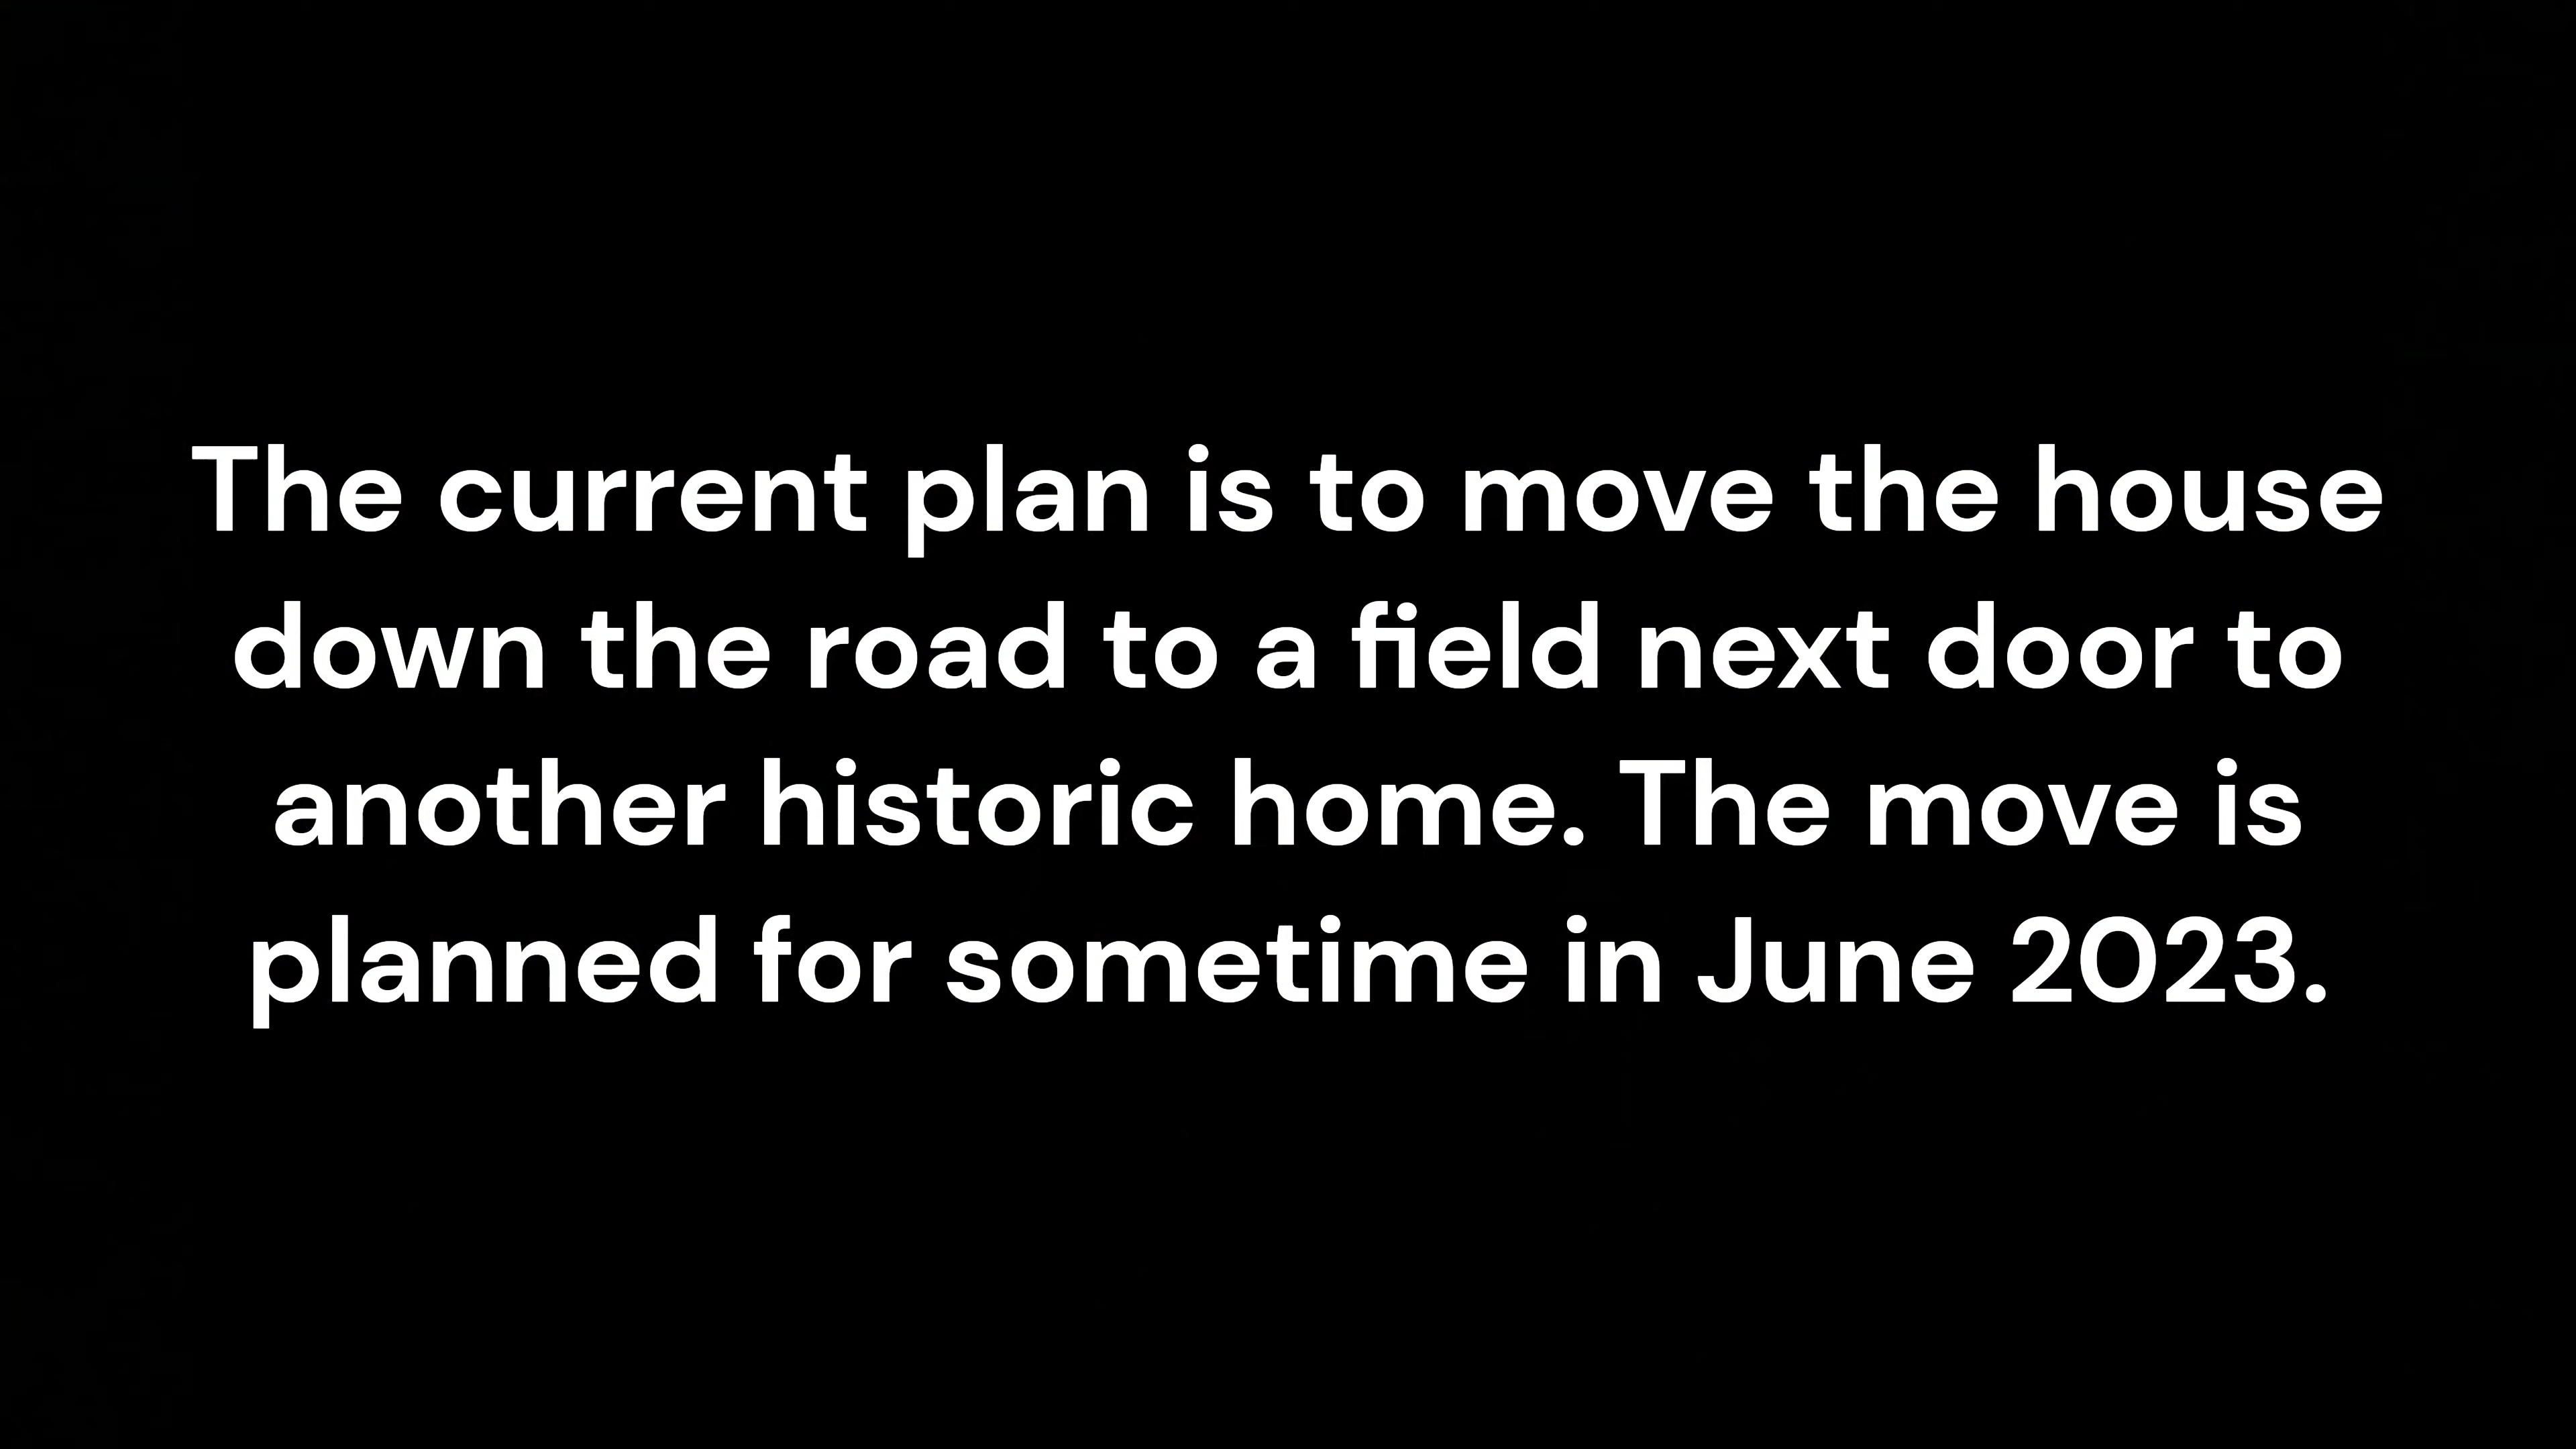 The current plan is to move the house
down the road to a field next door to
another historic home. The move is
planned for sometime in June 2023.